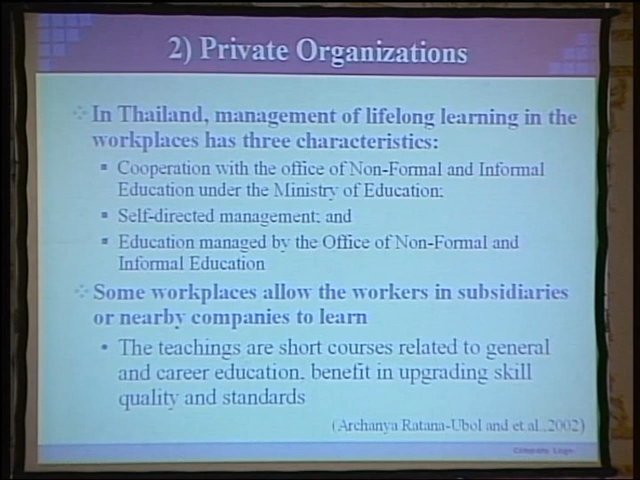 2) Private Organizations
In Thailand, management of lifelong learning in the
workplaces has three characteristics:
Cooperation with the office of Non-Formal and Informal
Education under the Ministry of Education;
Self-directed management; and
Education managed by the Office of Non-Formal and
Informal Education
Some workplaces allow the workers in subsidiaries
or nearby companies to learn
• The teachings are short courses related to general
and career education, benefit in upgrading skill
quality and standards
(Archanya Ratana-Ubol and et al.,2002)
Company Logo